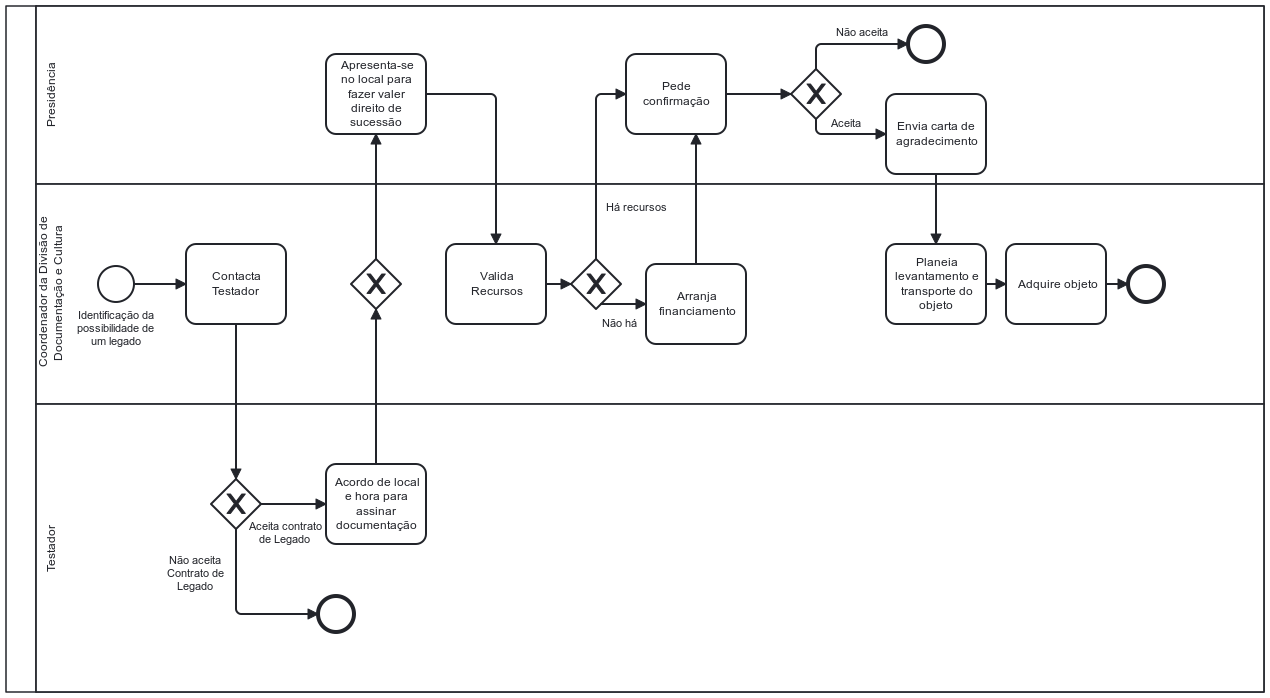 Presidência
Apresenta-se
no local para
fazer valer
direito de
sucessão
Pede
confirmação
Não aceita
Aceita
Envia carta de
agradecimento
Coordenador da Divisão de
Documentação e Cultura
Identificação da
possibilidade de
um legado
Contacta
Testador
Valida
Recursos
Há recursos
Não há
Arranja
financiamento
Planeia
levantamento e
transporte do
objeto
Adquire objeto
Testador
Aceita contrato
de Legado
Não aceita
Contrato de
Legado
Acordo de local
e hora para
assinar
documentação